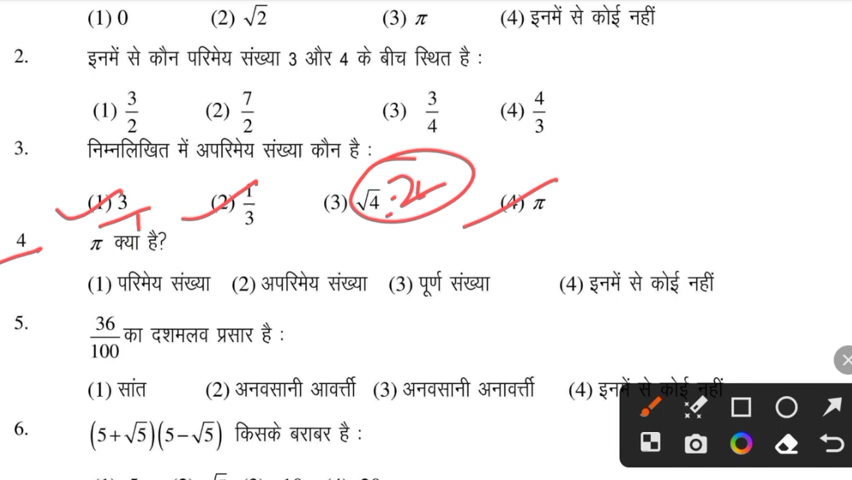 (1) 0 (2) √2 (3) π (4) इनमें से कोई नहीं
2. इनमें से कौन परिमेय संख्या 3 और 4 के बीच स्थित है :
(1) 3/2 (2) 7/2 (3) 3/4 (4) 4/3
3. निम्नलिखित में अपरिमेय संख्या कौन है :
(1) 3 (2) 1/3 (3) √4 (4) π
4 π क्या है?
(1) परिमेय संख्या (2) अपरिमेय संख्या (3) पूर्ण संख्या (4) इनमें से कोई नहीं
5. 36/100 का दशमलव प्रसार है :
(1) सांत (2) अनवसानी आवर्त्ती (3) अनवसानी अनावर्त्ती (4) इनमें से कोई नहीं
6. (5+√5)(5−√5) किसके बराबर है :